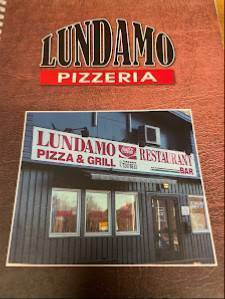 LUNDAMO
PIZZERIA
LUNDAMO RESTAURANT
PIZZA & GRILL BAR